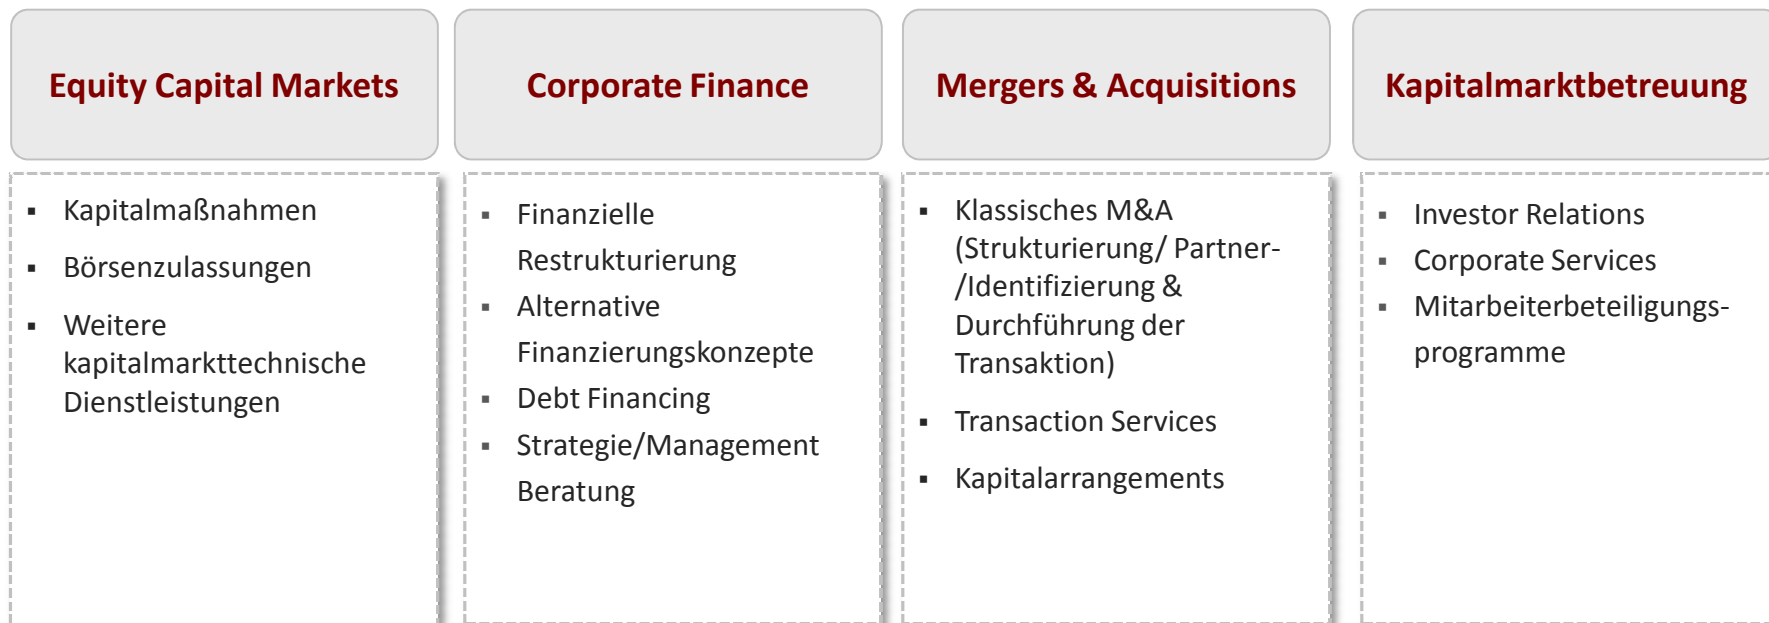 Equity Capital Markets
Kapitalmaßnahmen
Börsenzulassungen
Weitere
kapitalmarkttechnische
Dienstleistungen
Corporate Finance
Finanzielle
Restrukturierung
Alternative
Finanzierungskonzepte
Debt Financing
Strategie/Management
Beratung
Mergers & Acquisitions
Klassisches M&A
(Strukturierung/ Partner-
/Identifizierung &
Durchführung der
Transaktion)
Transaction Services
Kapitalarrangements
Kapitalmarktbetreuung
Investor Relations
Corporate Services
Mitarbeiterbeteiligungs-
programme